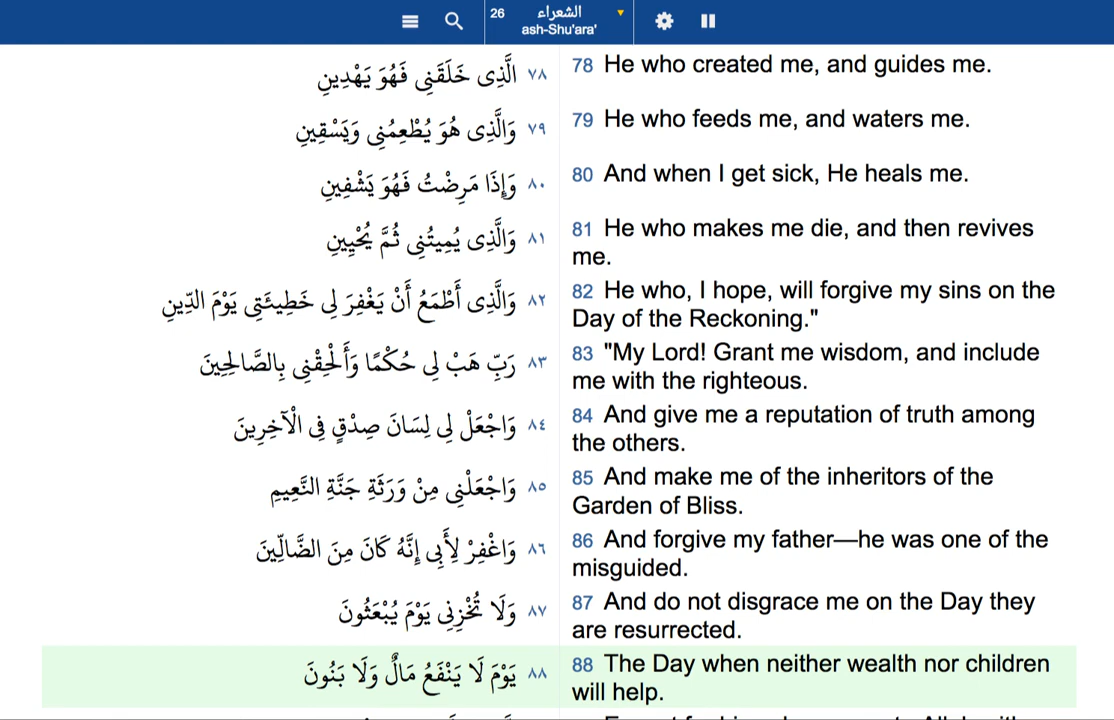 26
الشعراء
ash-Shu'ara'
٧٨ الَّذِى خَلَقَنِى فَهُوَ يَهْدِينِ
78 He who created me, and guides me.
٧٩ وَالَّذِى هُوَ يُطْعِمُنِى وَيَسْقِينِ
79 He who feeds me, and waters me.
٨٠ وَإِذَا مَرِضْتُ فَهُوَ يَشْفِينِ
80 And when I get sick, He heals me.
٨١ وَالَّذِى يُمِيتُنِى ثُمَّ يُحْيِينِ
81 He who makes me die, and then revives
me.
٨٢ وَالَّذِى أَطْمَعُ أَنْ يَغْفِرَ لِى خَطِيئَتِى يَوْمَ الدِّينِ
82 He who, I hope, will forgive my sins on the
Day of the Reckoning."
٨٣ رَبِّ هَبْ لِى حُكْمًا وَأَلْحِقْنِى بِالصَّالِحِينَ
83 "My Lord! Grant me wisdom, and include
me with the righteous.
٨٤ وَاجْعَلْ لِى لِسَانَ صِدْقٍ فِى الْآخِرِينَ
84 And give me a reputation of truth among
the others.
٨٥ وَاجْعَلْنِى مِنْ وَرَثَةِ جَنَّةِ النَّعِيمِ
85 And make me of the inheritors of the
Garden of Bliss.
٨٦ وَاغْفِرْ لِأَبِى إِنَّهُ كَانَ مِنَ الضَّالِّينَ
86 And forgive my father—he was one of the
misguided.
٨٧ وَلَا تُخْزِنِى يَوْمَ يُبْعَثُونَ
87 And do not disgrace me on the Day they
are resurrected.
٨٨ يَوْمَ لَا يَنْفَعُ مَالٌ وَلَا بَنُونَ
88 The Day when neither wealth nor children
will help.